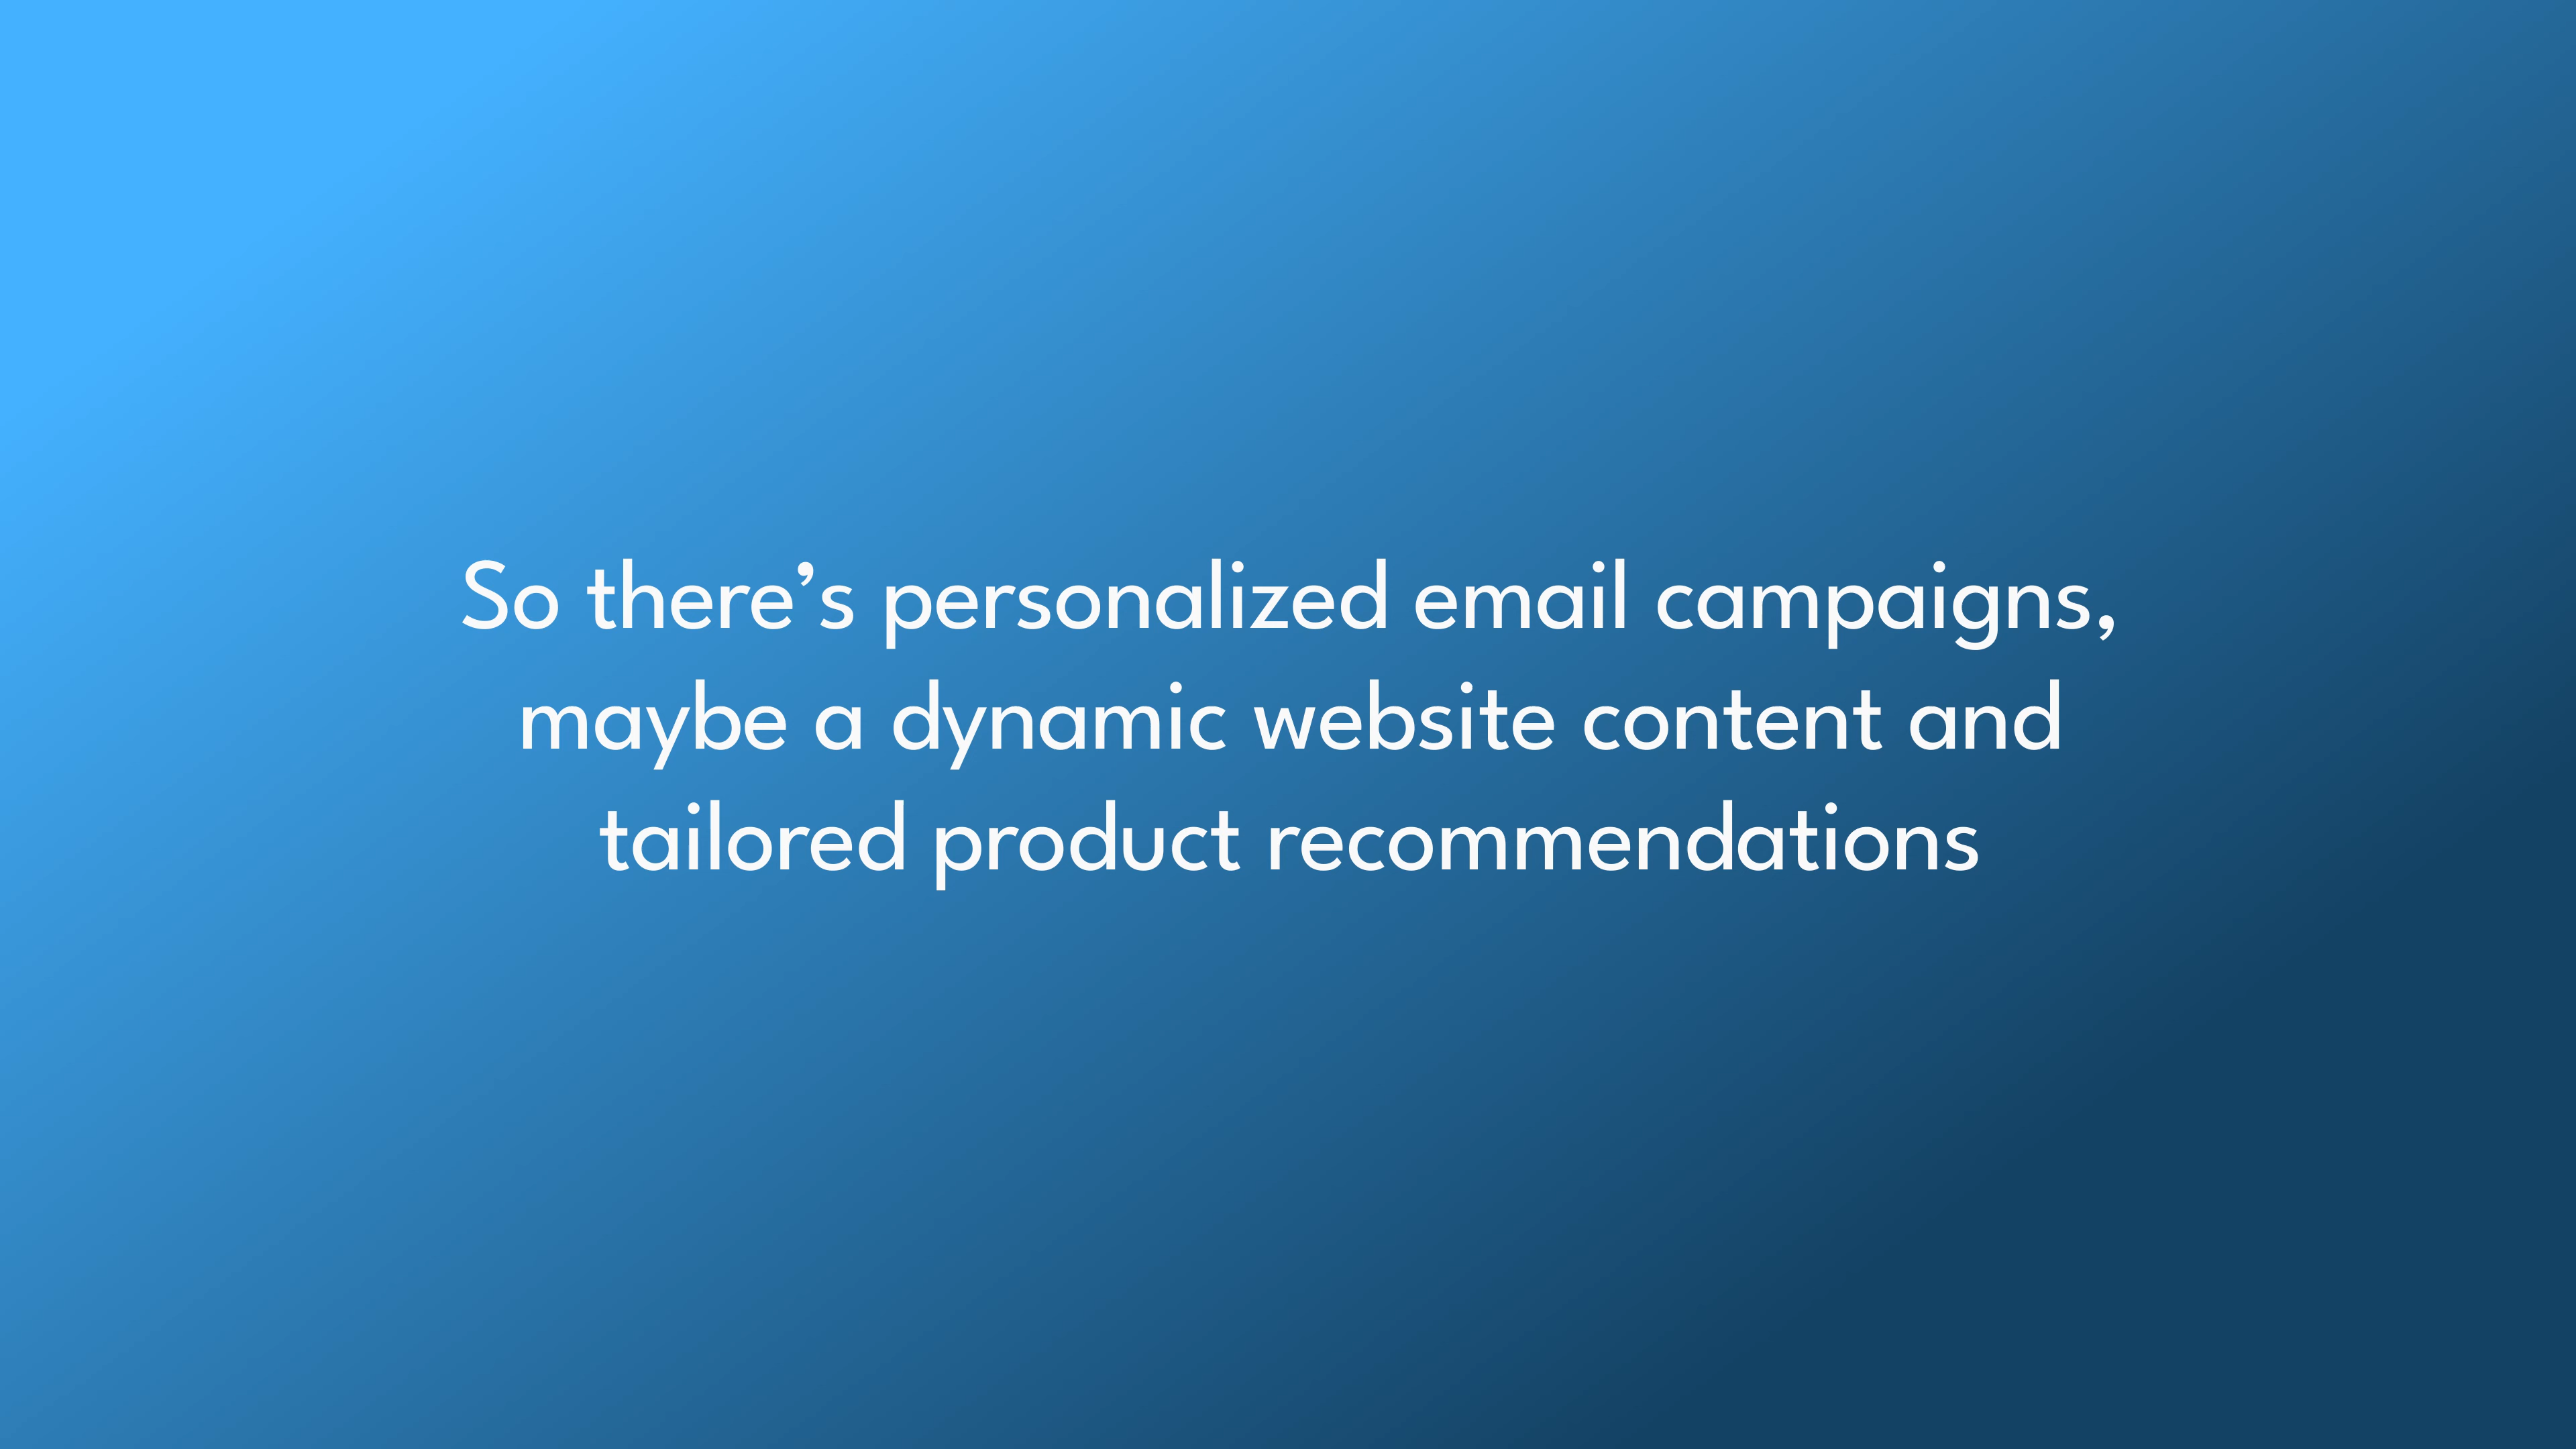 So there’s personalized email campaigns,
maybe a dynamic website content and
tailored product recommendations